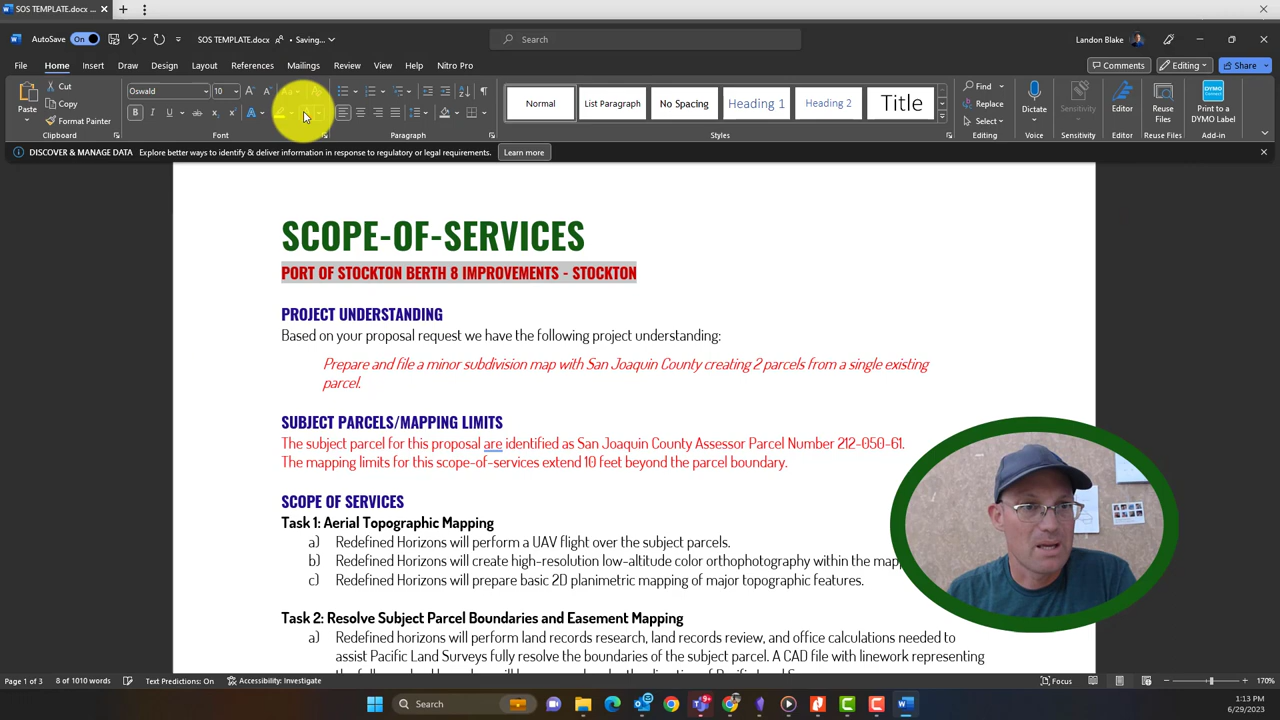 SOS TEMPLATE.docx ...
AutoSave On SOS TEMPLATE.docx • Saving... Search Landon Blake
File Home Insert Draw Design Layout References Mailings Review View Help Nitro Pro Comments Editing Share
Paste Cut Copy Format Painter Clipboard
Oswald 10 Font
Paragraph
Normal List Paragraph No Spacing Heading 1 Heading 2 Title Styles
Find Replace Select Editing
Dictate Voice Sensitivity Sensitivity Editor Editor Reuse Files Reuse Files DYMO Print to a DYMO Label Add-in
DISCOVER & MANAGE DATA Explore better ways to identify & deliver information in response to regulatory or legal requirements. Learn more
SCOPE-OF-SERVICES
PORT OF STOCKTON BERTH 8 IMPROVEMENTS - STOCKTON
PROJECT UNDERSTANDING
Based on your proposal request we have the following project understanding:
Prepare and file a minor subdivision map with San Joaquin County creating 2 parcels from a single existing
parcel.
SUBJECT PARCELS/MAPPING LIMITS
The subject parcel for this proposal are identified as San Joaquin County Assessor Parcel Number 212-050-61.
The mapping limits for this scope-of-services extend 10 feet beyond the parcel boundary.
SCOPE OF SERVICES
Task 1: Aerial Topographic Mapping
a) Redefined Horizons will perform a UAV flight over the subject parcels.
b) Redefined Horizons will create high-resolution low-altitude color orthophotography within the
c) Redefined Horizons will prepare basic 2D planimetric mapping of major topographic features.
Task 2: Resolve Subject Parcel Boundaries and Easement Mapping
a) Redefined horizons will perform land records research, land records review, and office calculations needed to
assist Pacific Land Surveys fully resolve the boundaries of the subject parcel. A CAD file with linework representing
Page 1 of 3 8 of 1010 words Text Predictions: On Accessibility: Investigate Focus 170%
Search
1:13 PM
6/29/2023